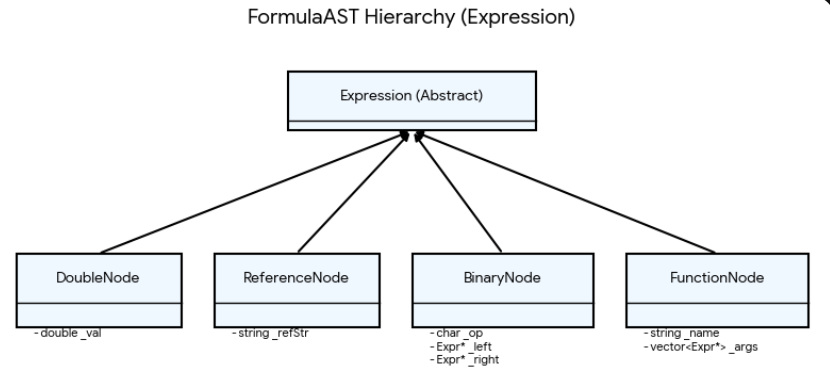 FormulaAST Hierarchy (Expression)
Expression (Abstract)
DoubleNode
ReferenceNode
BinaryNode
FunctionNode
- double _val
- string _refStr
- char _op
- Expr* _left
- Expr* _right
- string _name
- vector<Expr*> _args